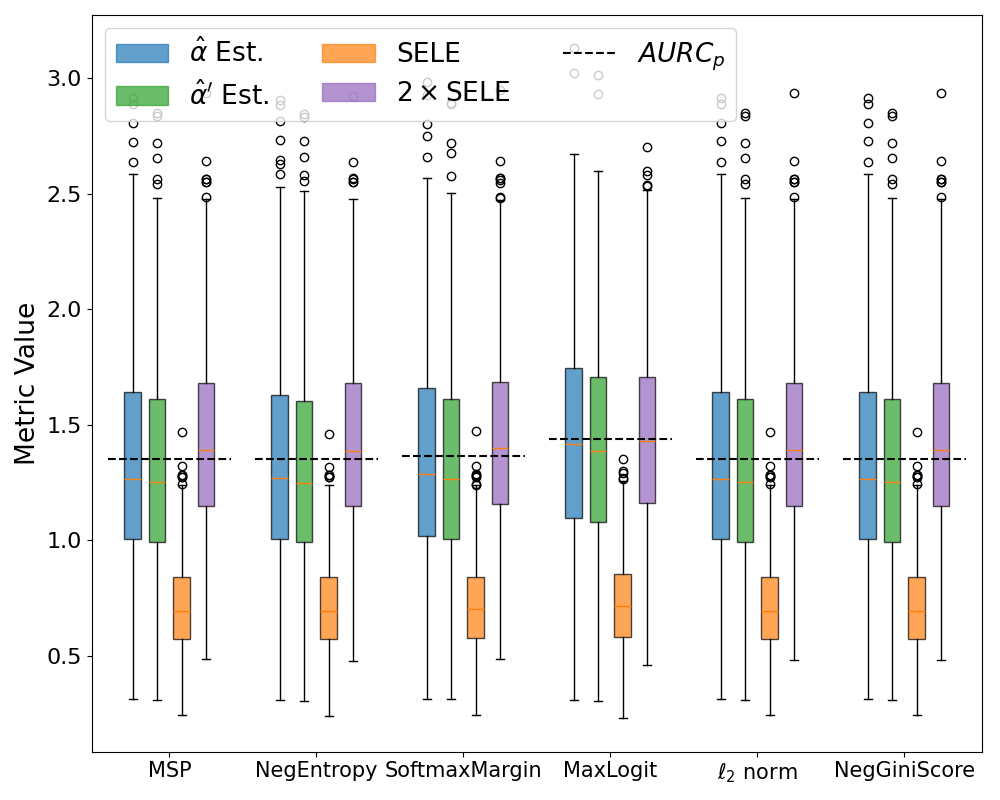 α̂ Est. SELE AURC_p
α̂′ Est. 2 × SELE
Metric Value
3.0
2.5
2.0
1.5
1.0
0.5
MSP NegEntropy SoftmaxMargin MaxLogit ℓ₂ norm NegGiniScore